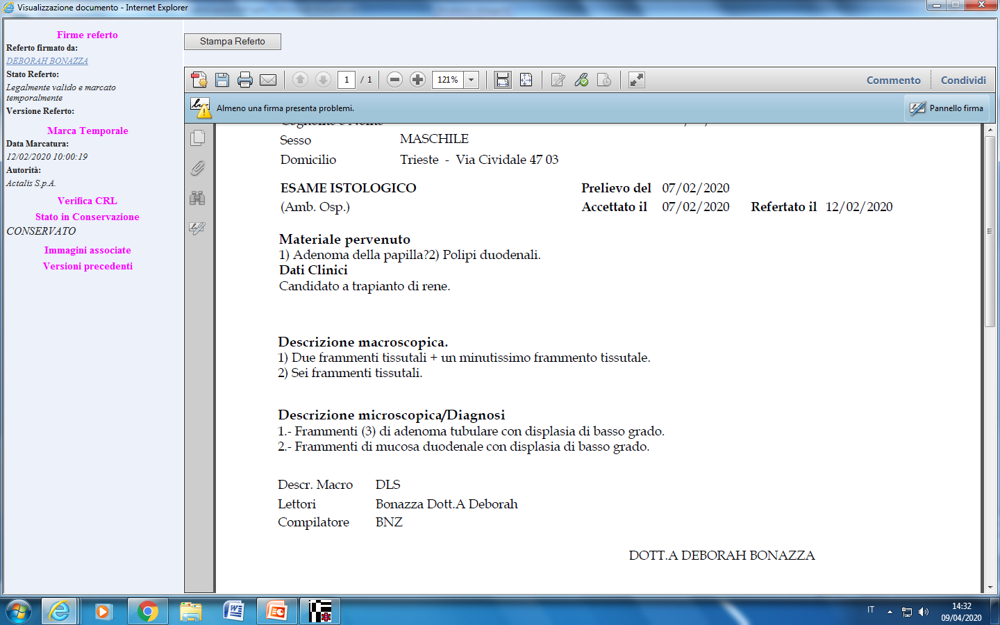 Visualizzazione documento - Internet Explorer
Firme referto
Referto firmato da:
DEBORAH BONAZZA
Stato Referto:
Legalmente valido e marcato
temporalmente
Versione Referto:
Marca Temporale
Data Marcatura:
12/02/2020 10:00:19
Autorità:
Actalis S.p.A.
Verifica CRL
Stato in Conservazione
CONSERVATO
Immagini associate
Versioni precedenti
Stampa Referto
1 / 1 121% Commento Condividi
Almeno una firma presenta problemi. Pannello firma
Sesso MASCHILE
Domicilio Trieste - Via Cividale 47 03
ESAME ISTOLOGICO Prelievo del 07/02/2020
(Amb. Osp.) Accettato il 07/02/2020 Refertato il 12/02/2020
Materiale pervenuto
1) Adenoma della papilla?2) Polipi duodenali.
Dati Clinici
Candidato a trapianto di rene.
Descrizione macroscopica.
1) Due frammenti tissutali + un minutissimo frammento tissutale.
2) Sei frammenti tissutali.
Descrizione microscopica/Diagnosi
1.- Frammenti (3) di adenoma tubulare con displasia di basso grado.
2.- Frammenti di mucosa duodenale con displasia di basso grado.
Descr. Macro DLS
Lettori Bonazza Dott.A Deborah
Compilatore BNZ
DOTT.A DEBORAH BONAZZA
IT 14:32
09/04/2020